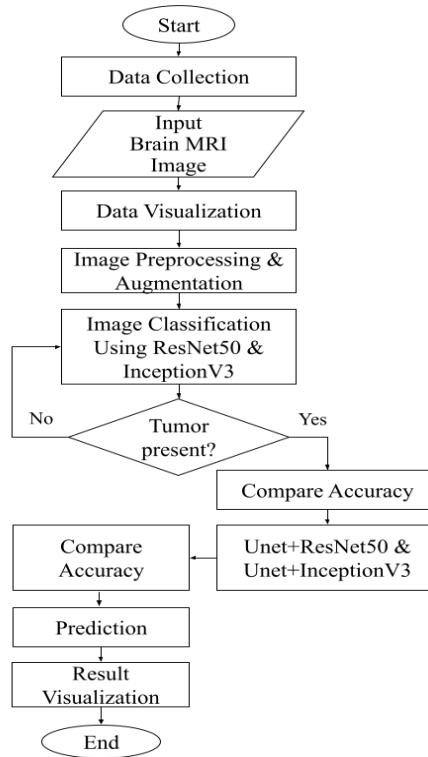 Start
Data Collection
Input
Brain MRI
Image
Data Visualization
Image Preprocessing &
Augmentation
Image Classification
Using ResNet50 &
InceptionV3
No
Tumor
present?
Yes
Compare Accuracy
Unet+ResNet50 &
Unet+InceptionV3
Compare
Accuracy
Prediction
Result
Visualization
End